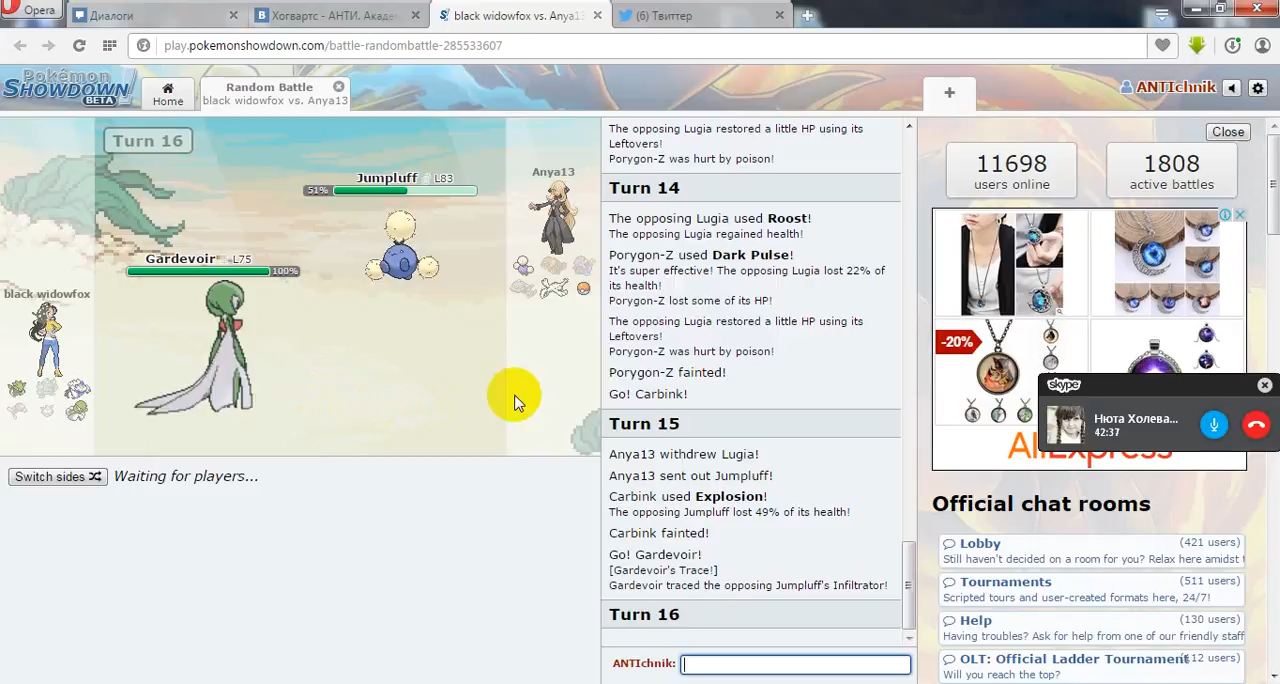 Opera
Диалоги
Хогвартс - АНТИ. Акаде
black widowfox vs. Anya13
(6) Твиттер
play.pokemonshowdown.com/battle-randombattle-285533607
Pokémon
SHOWDOWN
BETA
Home
Random Battle
black widowfox vs. Anya13
+
ANTIchnik
Turn 16
Jumpluff L83
51%
Anya13
Gardevoir L75
100%
black widowfox
Switch sides
Waiting for players...
The opposing Lugia restored a little HP using its
Leftovers!
Porygon-Z was hurt by poison!
Turn 14
The opposing Lugia used Roost!
The opposing Lugia regained health!
Porygon-Z used Dark Pulse!
It's super effective! The opposing Lugia lost 22% of
its health!
Porygon-Z lost some of its HP!
The opposing Lugia restored a little HP using its
Leftovers!
Porygon-Z was hurt by poison!
Porygon-Z fainted!
Go! Carbink!
Turn 15
Anya13 withdrew Lugia!
Anya13 sent out Jumpluff!
Carbink used Explosion!
The opposing Jumpluff lost 49% of its health!
Carbink fainted!
Go! Gardevoir!
[Gardevoir's Trace!]
Gardevoir traced the opposing Jumpluff's Infiltrator!
Turn 16
ANTIchnik:
Close
11698
users online
1808
active battles
-20%
AliExpress
skype
Нюта Холева...
42:37
Official chat rooms
Lobby
(421 users)
Still haven't decided on a room for you? Relax here amidst t
Tournaments
(511 users)
Scripted tours and user-created formats here, 24/7!
Help
(130 users)
Having troubles? Ask for help from one of our friendly staff
OLT: Official Ladder Tournament
(112 users)
Will you reach the top?